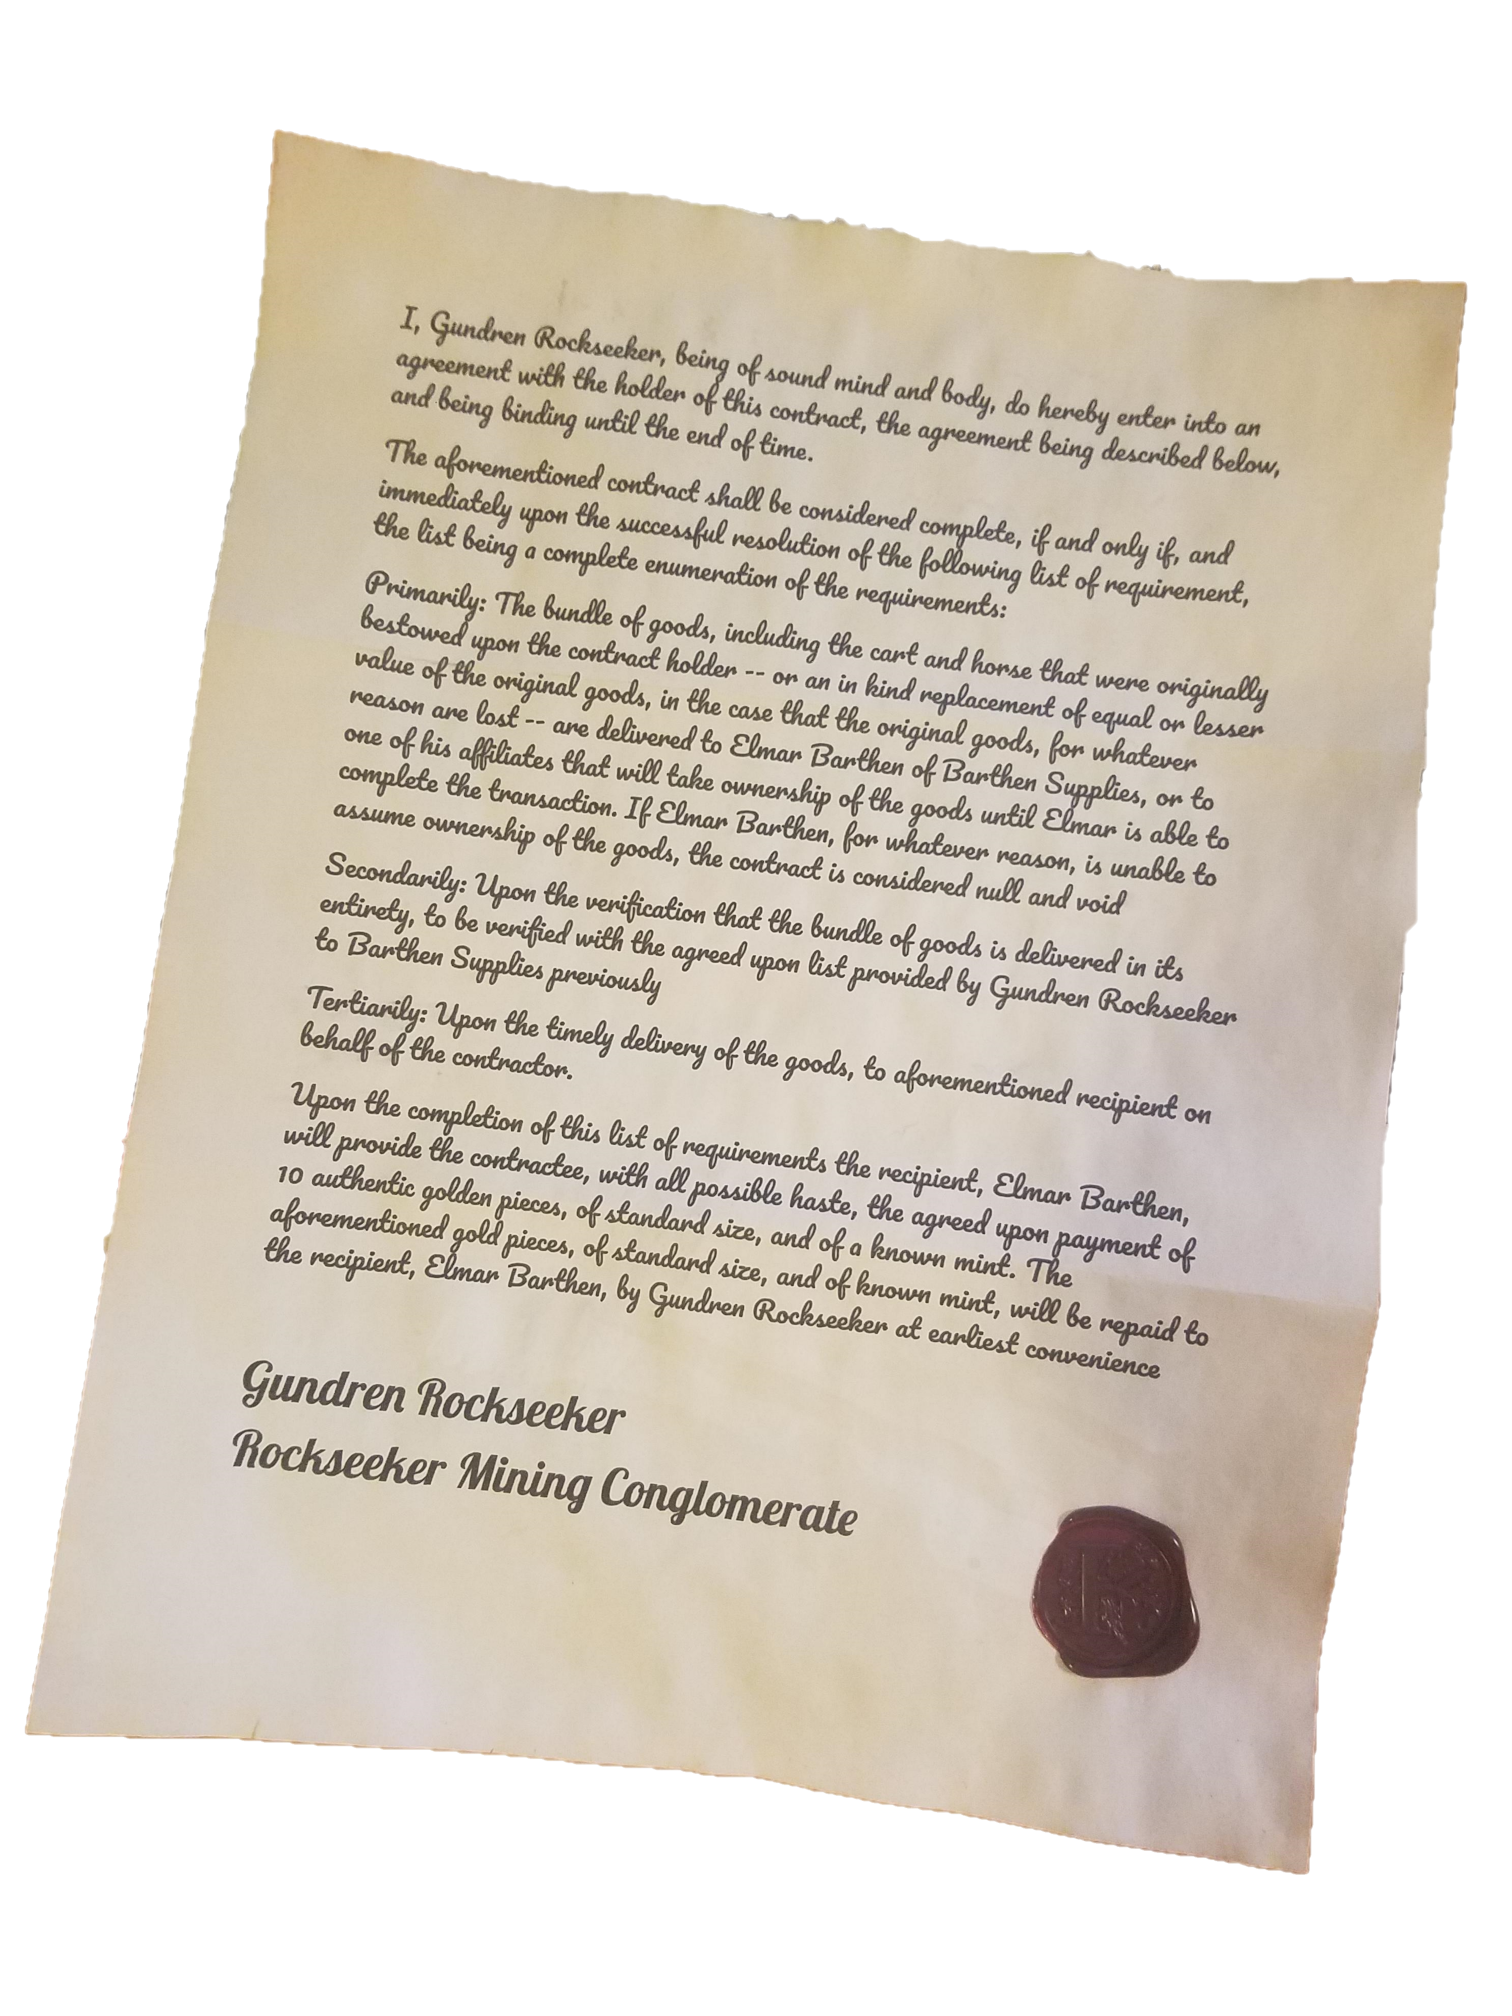 I, Gundren Rockseeker, being of sound mind and body, do hereby enter into an
agreement with the holder of this contract, the agreement being described below,
and being binding until the end of time.
The aforementioned contract shall be considered complete, if and only if, and
immediately upon the successful resolution of the following list of requirement,
the list being a complete enumeration of the requirements:
Primarily: The bundle of goods, including the cart and horse that were originally
bestowed upon the contract holder -- or an in kind replacement of equal or lesser
value of the original goods, in the case that the original goods, for whatever
reason are lost -- are delivered to Elmar Barthen of Barthen Supplies, or to
one of his affiliates that will take ownership of the goods until Elmar is able to
complete the transaction. If Elmar Barthen, for whatever reason, is unable to
assume ownership of the goods, the contract is considered null and void
Secondarily: Upon the verification that the bundle of goods is delivered in its
entirety, to be verified with the agreed upon list provided by Gundren Rockseeker
to Barthen Supplies previously
Tertiarily: Upon the timely delivery of the goods, to aforementioned recipient on
behalf of the contractor.
Upon the completion of this list of requirements the recipient, Elmar Barthen,
will provide the contractee, with all possible haste, the agreed upon payment of
10 authentic golden pieces, of standard size, and of a known mint. The
aforementioned gold pieces, of standard size, and of known mint, will be repaid to
the recipient, Elmar Barthen, by Gundren Rockseeker at earliest convenience
Gundren Rockseeker
Rockseeker Mining Conglomerate